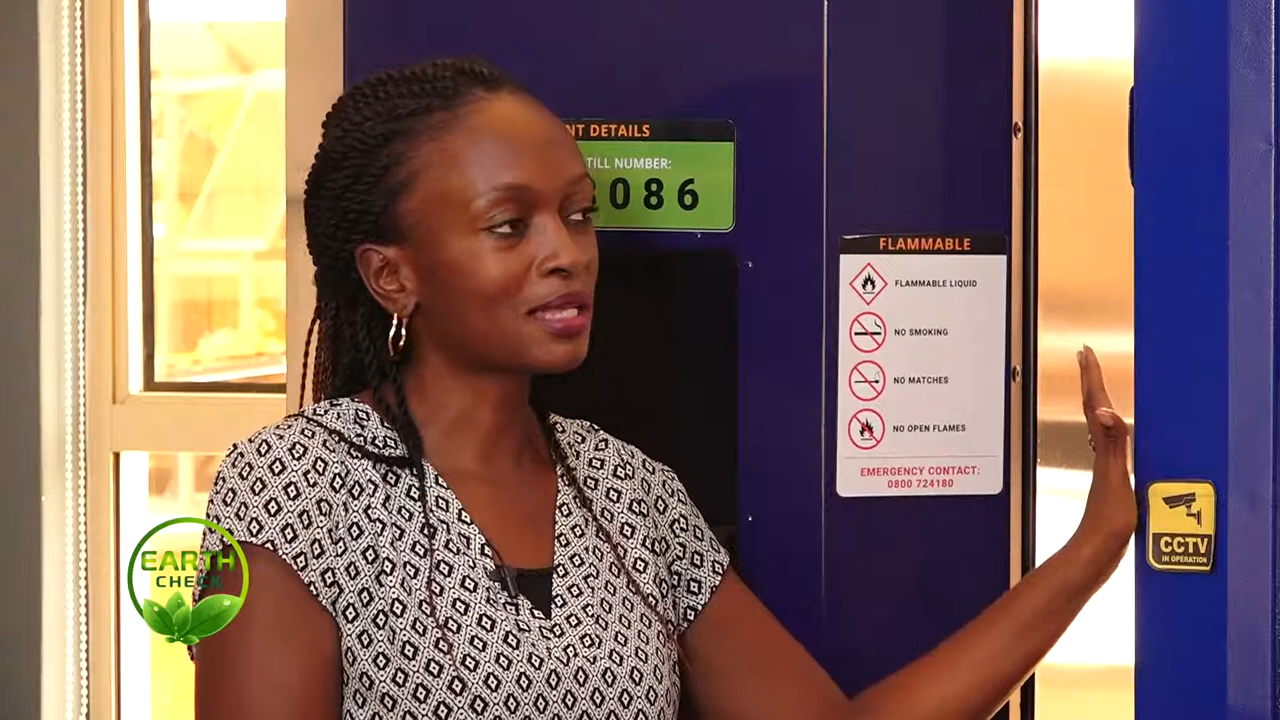 DETAILS
TILL NUMBER:
086
FLAMMABLE
FLAMMABLE LIQUID
NO SMOKING
NO MATCHES
NO OPEN FLAMES
EMERGENCY CONTACT:
0800 724180
CCTV
IN OPERATION
EARTH
CHECK